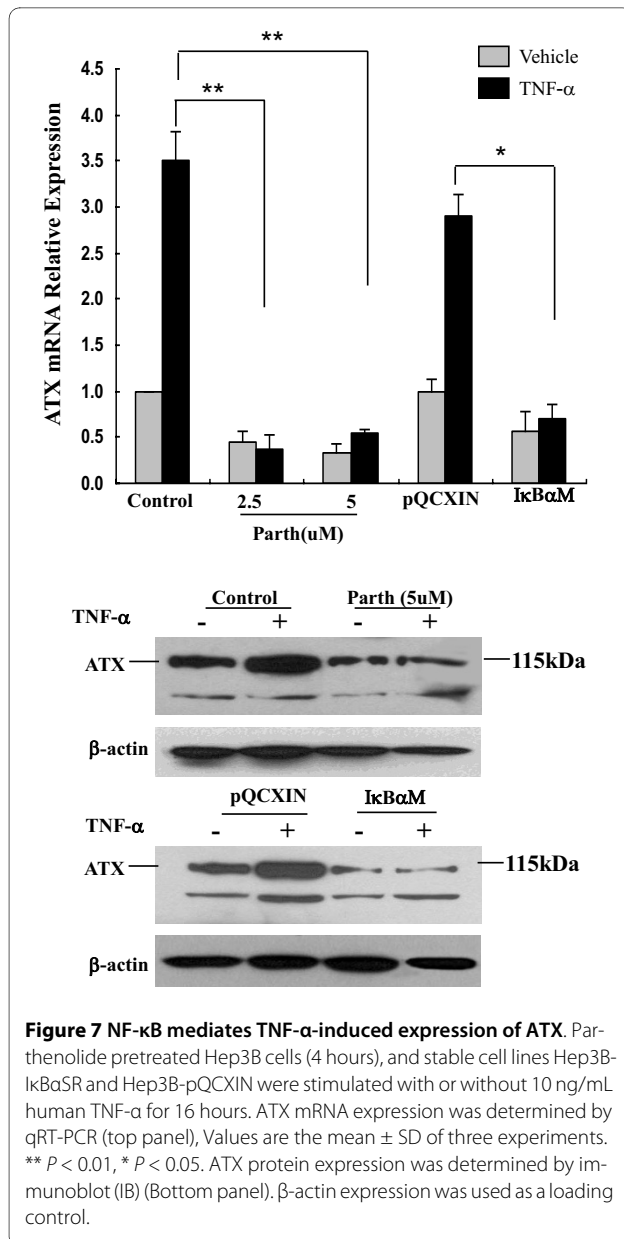 **
**
*
Vehicle
TNF-α
ATX mRNA Relative Expression
4.5
4.0
3.5
3.0
2.5
2.0
1.5
1.0
0.5
0.0
Control
2.5
5
Parth(uM)
pQCXIN
IκBαM
Control
Parth (5uM)
TNF-α
-
+
-
+
ATX
115kDa
β-actin
pQCXIN
IκBαM
TNF-α
-
+
-
+
ATX
115kDa
β-actin
Figure 7 NF-κB mediates TNF-α-induced expression of ATX. Par-
thenolide pretreated Hep3B cells (4 hours), and stable cell lines Hep3B-
IκBαSR and Hep3B-pQCXIN were stimulated with or without 10 ng/mL
human TNF-α for 16 hours. ATX mRNA expression was determined by
qRT-PCR (top panel), Values are the mean ± SD of three experiments.
** P < 0.01, * P < 0.05. ATX protein expression was determined by im-
munoblot (IB) (Bottom panel). β-actin expression was used as a loading
control.